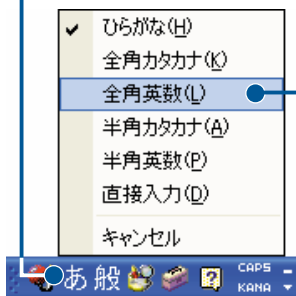 ひらがな(H)
全角カタカナ(K)
全角英数(L)
半角カタカナ(A)
半角英数(P)
直接入力(D)
キャンセル
あ 般 ? CAPS
KANA